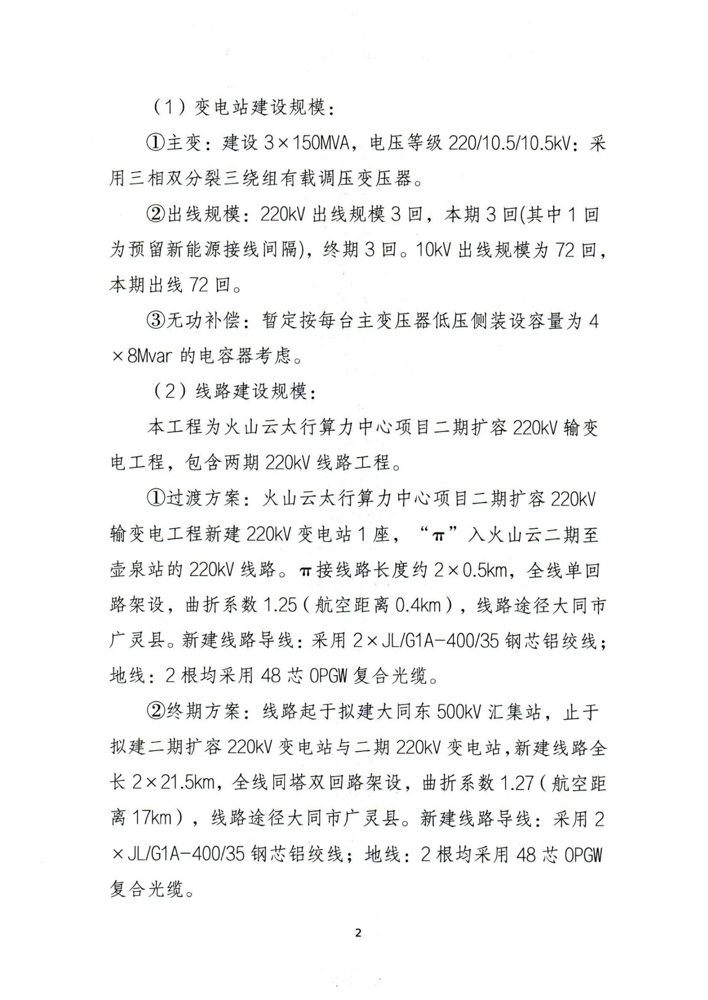 （1）变电站建设规模：
①主变：建设 3×150MVA，电压等级 220/10.5/10.5kV：采
用三相双分裂三绕组有载调压变压器。
②出线规模：220kV 出线规模 3 回，本期 3 回(其中 1 回
为预留新能源接线间隔)，终期 3 回。10kV 出线规模为 72 回，
本期出线 72 回。
③无功补偿：暂定按每台主变压器低压侧装设容量为 4
×8Mvar 的电容器考虑。
（2）线路建设规模：
本工程为火山云太行算力中心项目二期扩容 220kV 输变
电工程，包含两期 220kV 线路工程。
①过渡方案：火山云太行算力中心项目二期扩容 220kV
输变电工程新建 220kV 变电站 1 座，“π”入火山云二期至
壶泉站的 220kV 线路。π接线路长度约 2×0.5km，全线单回
路架设，曲折系数 1.25（航空距离 0.4km），线路途径大同市
广灵县。新建线路导线：采用 2×JL/G1A-400/35 钢芯铝绞线；
地线：2 根均采用 48 芯 OPGW 复合光缆。
②终期方案：线路起于拟建大同东 500kV 汇集站，止于
拟建二期扩容 220kV 变电站与二期 220kV 变电站，新建线路全
长 2×21.5km，全线同塔双回路架设，曲折系数 1.27（航空距
离 17km），线路途径大同市广灵县。新建线路导线：采用 2
×JL/G1A-400/35 钢芯铝绞线；地线：2 根均采用 48 芯 OPGW
复合光缆。
2